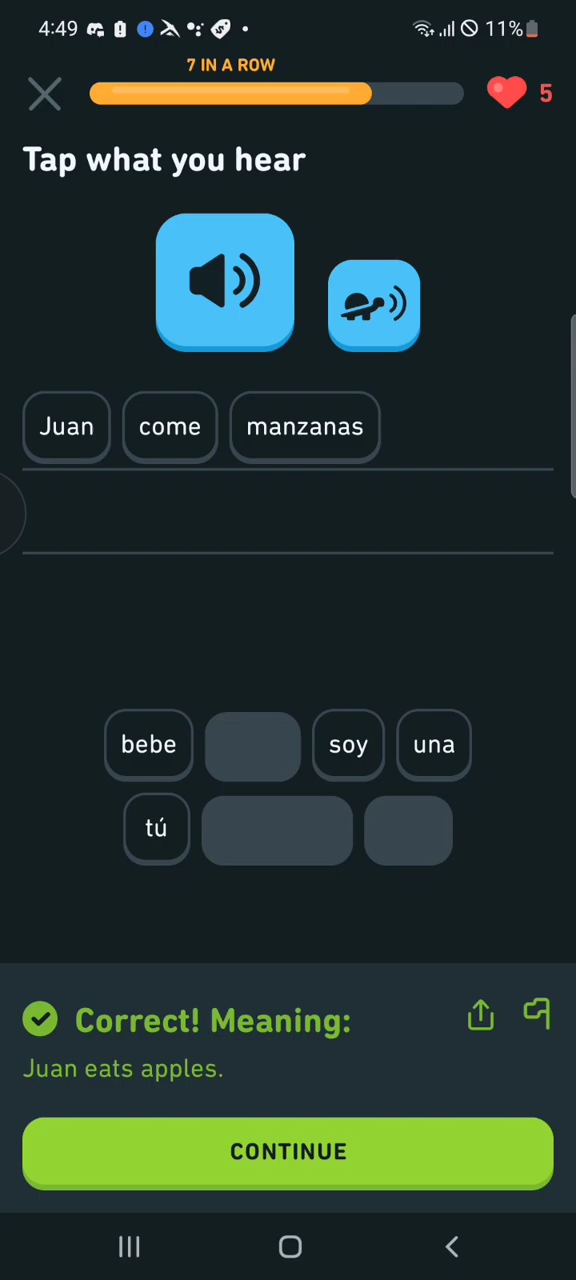 4:49 11%
7 IN A ROW
5
Tap what you hear
Juan come manzanas
bebe soy una
tú
Correct! Meaning:
Juan eats apples.
CONTINUE